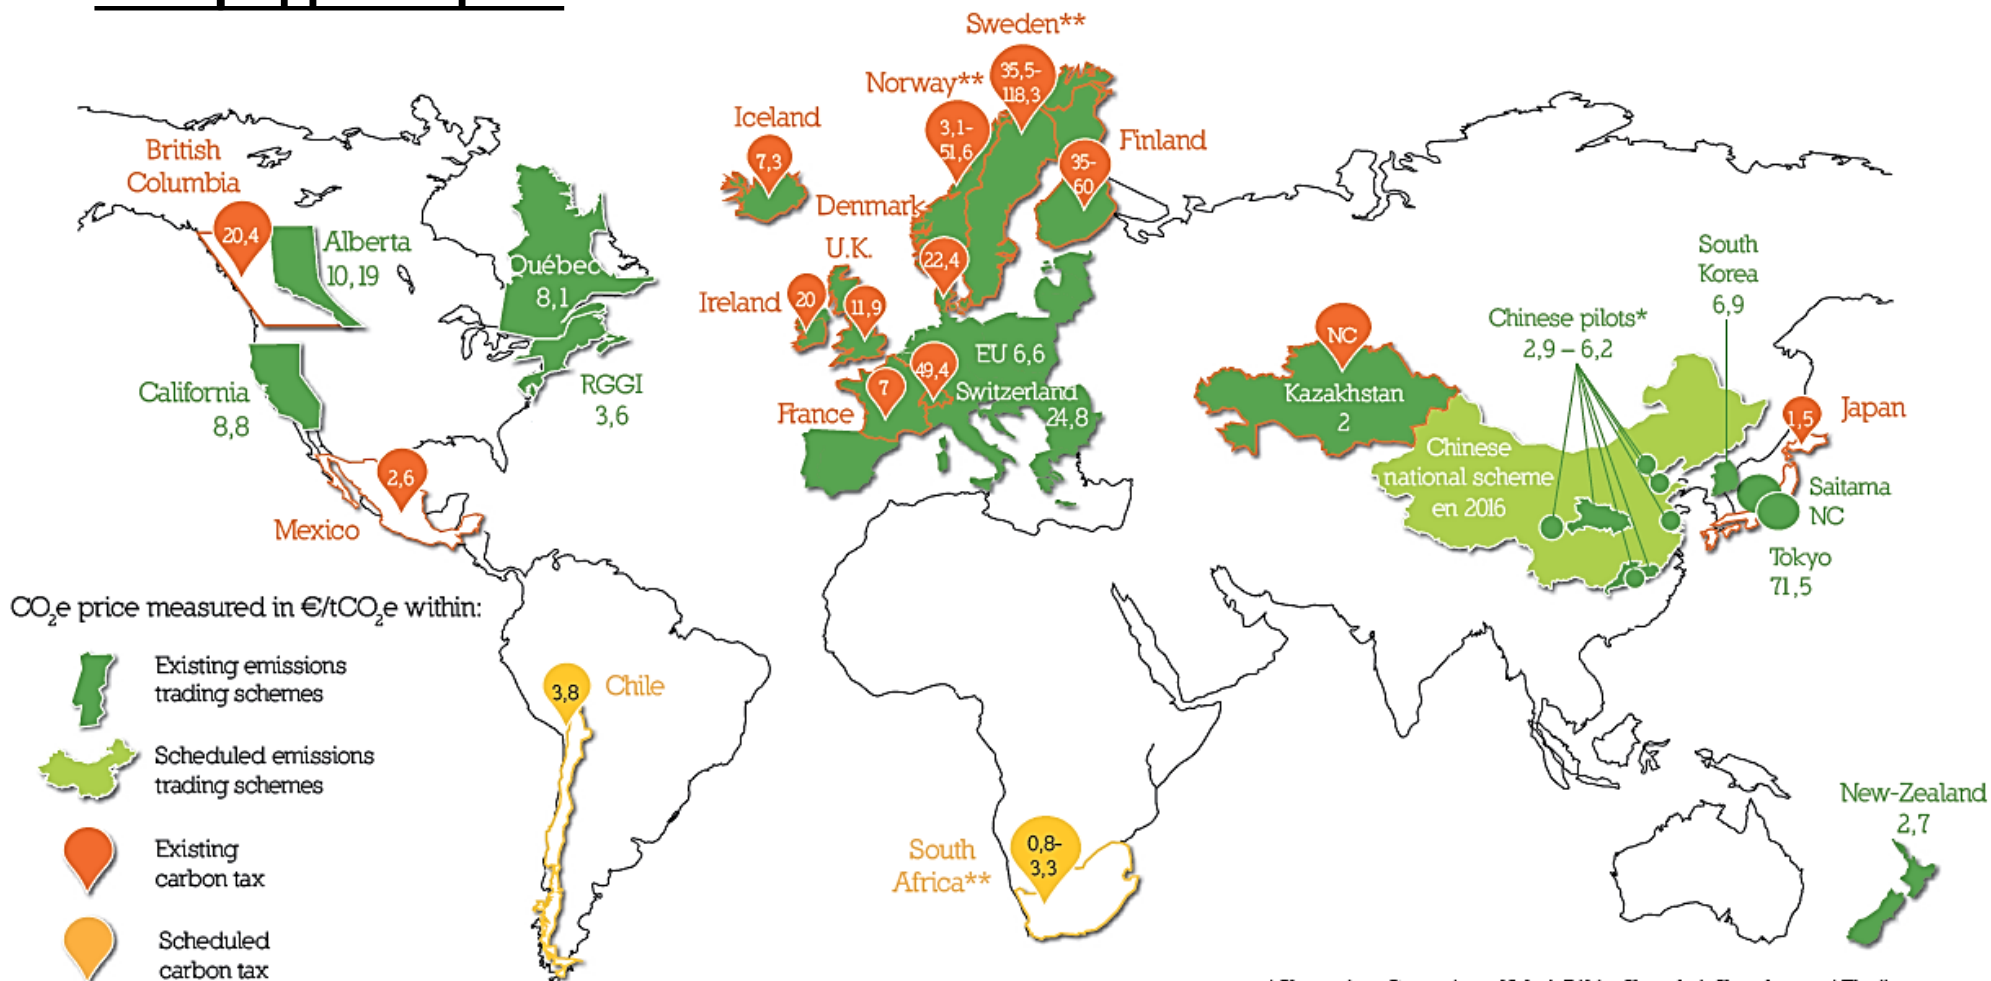 Sweden**
35,5-
118,3
Norway**
3,1-
51,6
Iceland
7,3
Finland
35-
60
British
Columbia
20,4
Alberta
10,19
Québec
8,1
Denmark
22,4
U.K.
11,9
Ireland
20
EU 6,6
49,4
Switzerland
24,8
France
7
California
8,8
RGGI
3,6
Mexico
2,6
NC
Kazakhstan
2
Chinese pilots*
2,9 – 6,2
South
Korea
6,9
Chinese
national scheme
en 2016
1,5
Japan
Saitama
NC
Tokyo
71,5
CO₂e price measured in €/tCO₂e within:
Existing emissions
trading schemes
Scheduled emissions
trading schemes
Existing
carbon tax
Scheduled
carbon tax
3,8
Chile
South
Africa**
0,8-
3,3
New-Zealand
2,7